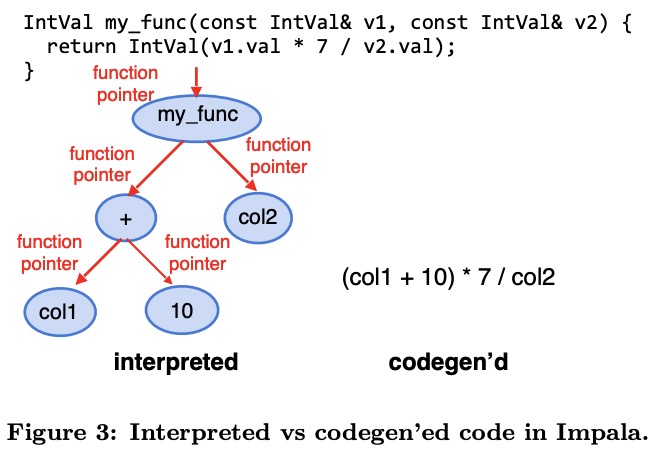 IntVal my_func(const IntVal& v1, const IntVal& v2) {
  return IntVal(v1.val * 7 / v2.val);
}
function
pointer
my_func
function
pointer
function
pointer
+
col2
function
pointer
function
pointer
col1
10
(col1 + 10) * 7 / col2
interpreted
codegen’d
Figure 3: Interpreted vs codegen’ed code in Impala.